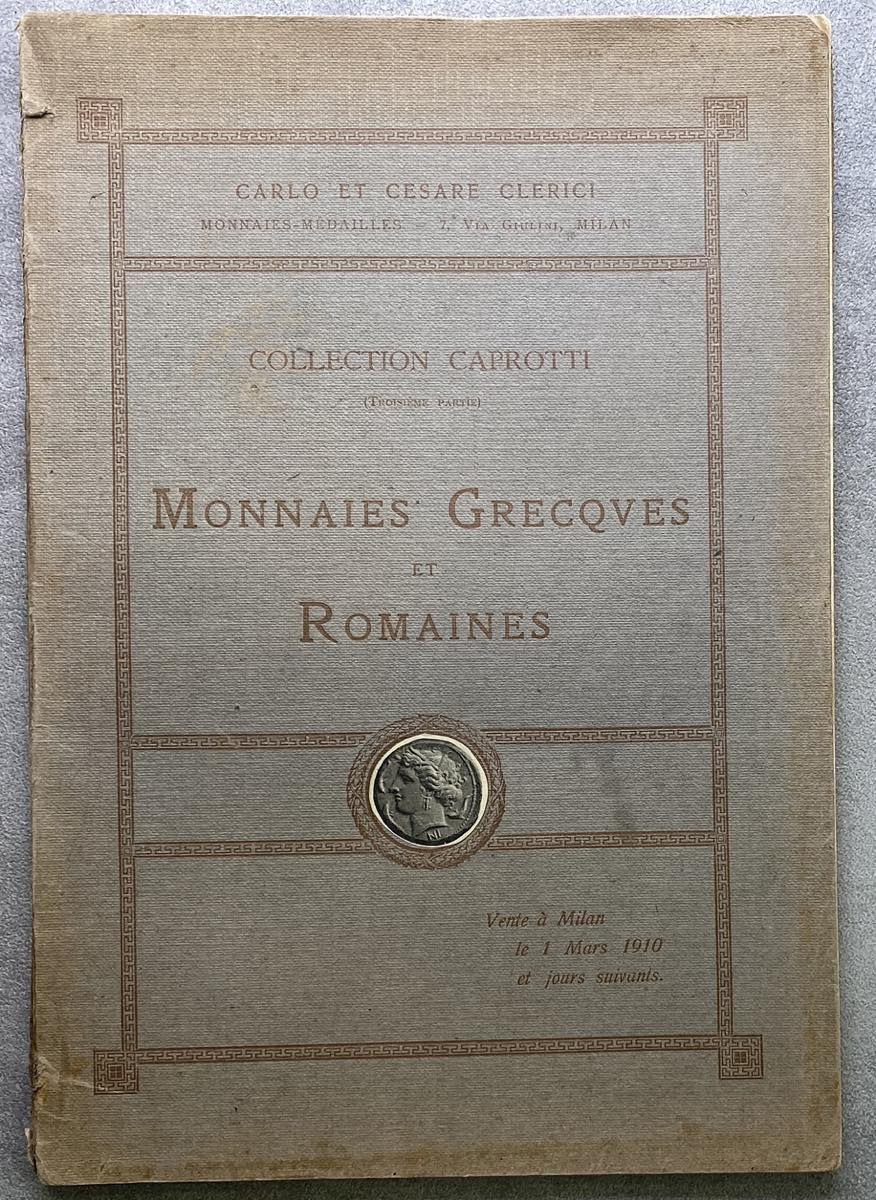 CARLO ET CESARE CLERICI
MONNAIES-MÉDAILLES – 7, Via Giulini, MILAN
COLLECTION CAPROTTI
(Troisième partie)
MONNAIES GRECQVES
ET
ROMAINES
Vente à Milan
le 1 Mars 1910
et jours suivants.